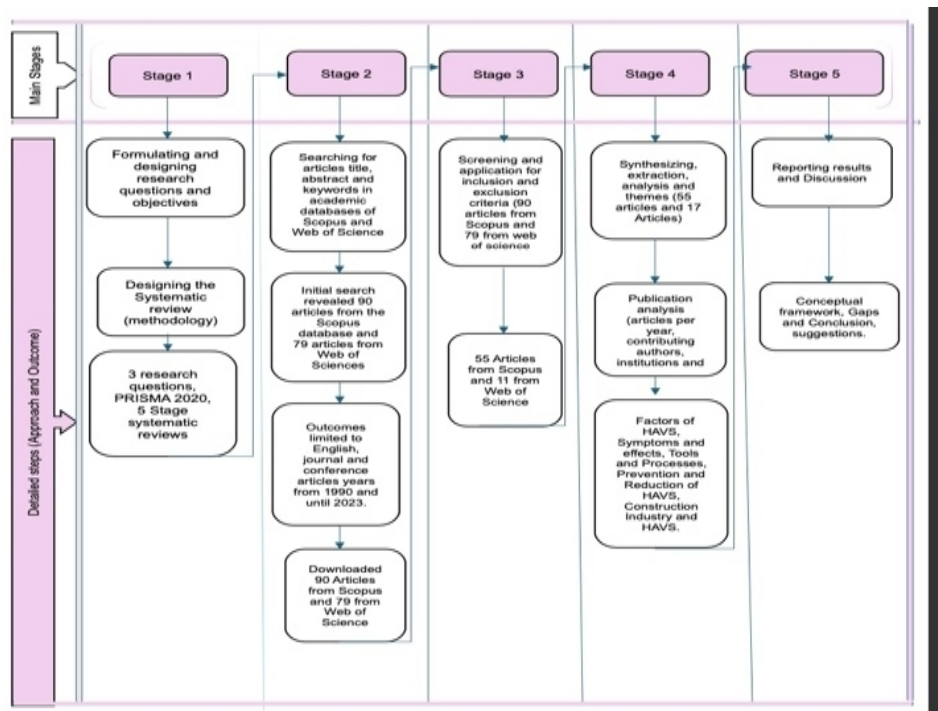 Main Stages
Stage 1
Stage 2
Stage 3
Stage 4
Stage 5
Detailed steps (Approach and Outcome)
Formulating and
designing
research
questions and
objectives
Designing the
Systematic
review
(methodology)
3 research
questions,
PRISMA 2020,
5 Stage
systematic
reviews
Searching for
articles title,
abstract and
keywords in
academic
databases of
Scopus and
Web of Science
Initial search
revealed 90
articles from the
Scopus
database and
79 articles from
Web of
Sciences
Outcomes
limited to
English,
journal and
conference
articles years
from 1990 and
until 2023.
Downloaded
90 Articles
from Scopus
and 79 from
Web of
Science
Screening and
application for
inclusion and
exclusion
criteria (90
articles from
Scopus and
79 from web
of science
55 Articles
from Scopus
and 11 from
Web of
Science
Synthesizing,
extraction,
analysis and
themes (55
articles and 17
Articles)
Publication
analysis
(articles per
year,
contributing
authors,
institutions and
Factors of
HAVS,
Symptoms and
effects, Tools
and Processes,
Prevention and
Reduction of
HAVS,
Construction
Industry and
HAVS.
Reporting results
and Discussion
Conceptual
framework, Gaps
and Conclusion,
suggestions.